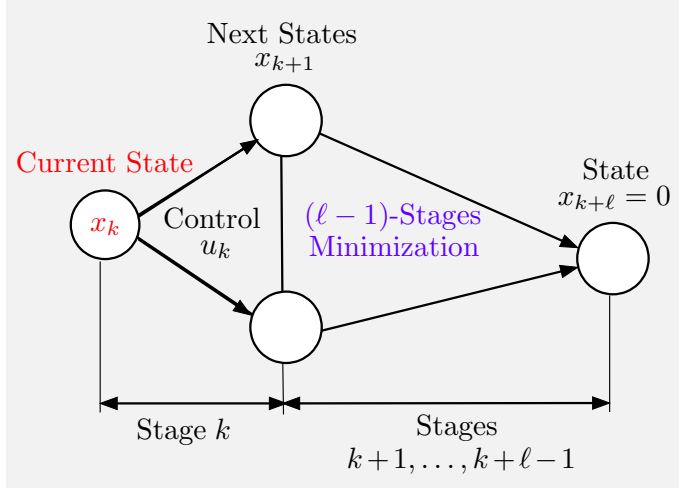 Next States
x_{k+1}
Current State
x_k
Control
u_k
(ℓ − 1)-Stages
Minimization
State
x_{k+ℓ} = 0
Stage k
Stages
k+1, . . . , k+ℓ−1